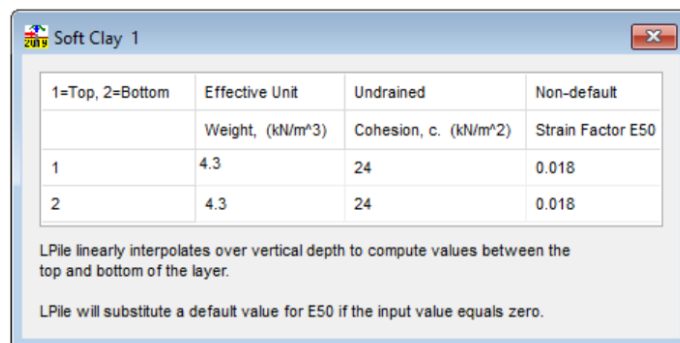 Soft Clay 1
1=Top, 2=Bottom Effective Unit Undrained Non-default
Weight, (kN/m^3) Cohesion, c. (kN/m^2) Strain Factor E50
1 4.3 24 0.018
2 4.3 24 0.018
LPile linearly interpolates over vertical depth to compute values between the
top and bottom of the layer.
LPile will substitute a default value for E50 if the input value equals zero.